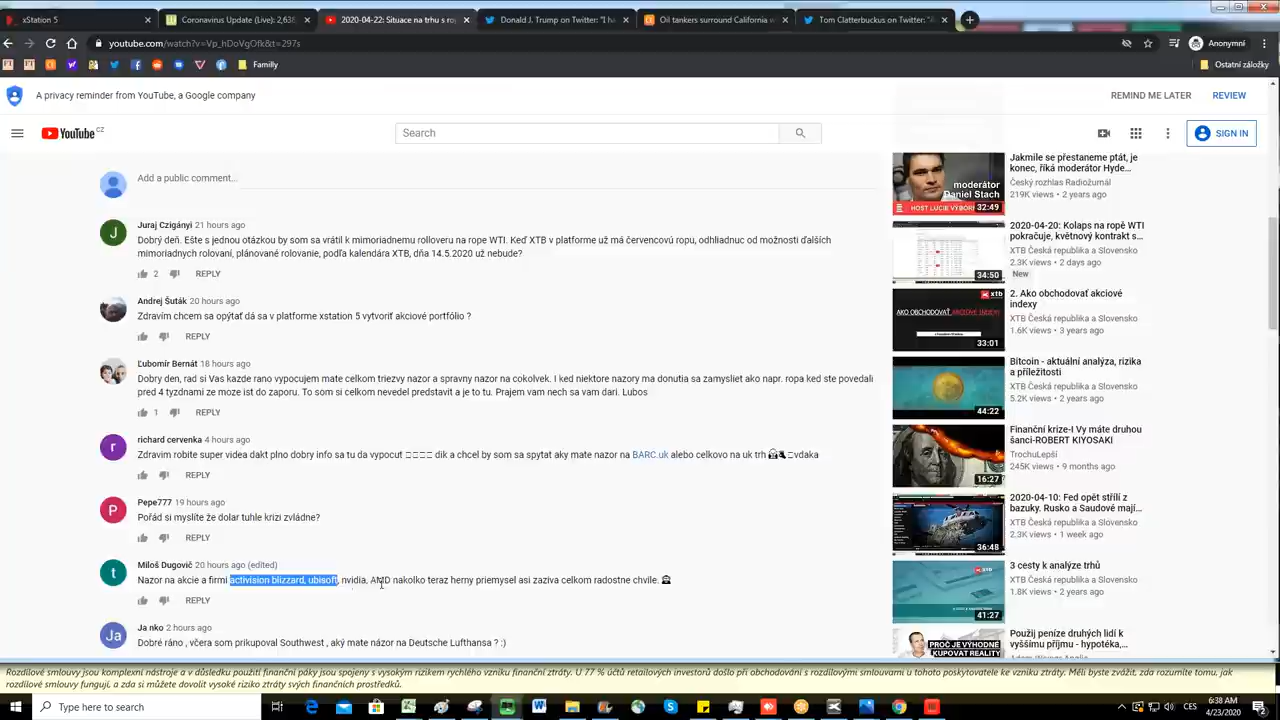 xStation
Coronavirus Update (Live): 2,638,
2020-04-22: Situace na trhu s ro
Donald J. Trump on Twitter: "I h
Oil tankers surround California w
Tom Clatterbuckus on Twitter: "
youtube.com/watch?v=Vp_hDoVgOfk&t=297s
Anonymní
Familly
Ostatní záložky
A privacy reminder from YouTube, a Google company
REMIND ME LATER
REVIEW
YouTube CZ
Search
SIGN IN
Add a public comment...
Juraj Czigányi 21 hours ago
Dobrý deň. Ešte s jednou otázkou by som sa vrátil k mimoriadnemu rolloveru na rope WTI. Keď XTB v platforme už má červencovú ropu, odhliadnuc od možnosti ďalších
mimoriadnych rolovaní, plánované rolovanie, podľa kalendára XTB, dňa 14.5.2020 už nebude?
2 REPLY
Andrej Šuták 20 hours ago
Zdravím chcem sa opýtať dá sa v platforme xstation 5 vytvoriť akciové portfólio ?
REPLY
Ľubomír Bernát 18 hours ago
Dobry den, rad si Vas kazde rano vypocujem mate celkom triezvy nazor a spravny nazor na cokolvek. I ked niektore nazory ma donutia sa zamysliet ako napr. ropa ked ste povedali
pred 4 tyzdnami ze moze ist do zaporu. To som si celkom nevedel predstavit a je to tu. Prajem vam nech sa vam dari. Lubos
1 REPLY
richard cervenka 4 hours ago
Zdravim robite super videa dakt plno dobry info sa tu da vypocut dik a chcel by som sa spytat aky mate nazor na BARC.uk alebo celkovo na uk trh vdaka
REPLY
Pepe777 19 hours ago
Pořád si myslíte že dolar tuhle krizi zvládne?
REPLY
Miloš Dugovič 20 hours ago (edited)
Nazor na akcie a firmi activision blizzard, ubisoft, nvidia, AMD nakolko teraz herny priemysel asi zaziva celkom radostne chvile.
REPLY
Ja nko 2 hours ago
Dobré ráno , včera som prikupoval Southwest , aký mate názor na Deutsche Lufthansa ? :)
moderátor
Daniel Stach
HOST LUCIE VÝBORNÉ
32:49
Jakmile se přestaneme ptát, je
konec, říká moderátor Hyde...
Český rozhlas Radiožurnál
219K views • 2 years ago
34:50
2020-04-20: Kolaps na ropě WTI
pokračuje, květnový kontrakt s...
XTB Česká republika a Slovensko
2.3K views • 2 days ago
New
xtb
AKO OBCHODOVAŤ AKCIOVÉ INDEXY
33:01
2. Ako obchodovať akciové
indexy
XTB Česká republika a Slovensko
1.6K views • 3 years ago
44:22
Bitcoin - aktuální analýza, rizika
a příležitosti
XTB Česká republika a Slovensko
5.2K views • 2 years ago
16:27
Finanční krize-I Vy máte druhou
šanci-ROBERT KIYOSAKI
TrochuLepší
245K views • 9 months ago
36:48
2020-04-10: Fed opět střílí z
bazuky. Rusko a Saudové mají...
XTB Česká republika a Slovensko
2.3K views • 1 week ago
41:27
3 cesty k analýze trhů
XTB Česká republika a Slovensko
1.8K views • 2 years ago
PROČ JE VÝHODNÉ
KUPOVAT REALITY
Použij peníze druhých lidí k
vyššímu příjmu - hypotéka,...
Rozdílové smlouvy jsou komplexní nástroje a v důsledku použití finanční páky jsou spojeny s vysokým rizikem rychlého vzniku finanční ztráty. U 77 % účtů retailových investorů došlo při obchodování s rozdílovými smlouvami u tohoto poskytovatele ke vzniku ztráty. Měli byste zvážit, zda rozumíte tomu, jak
rozdílové smlouvy fungují, a zda si můžete dovolit vysoké riziko ztráty svých finančních prostředků.
Type here to search
CES
6:38 AM
4/23/2020
2